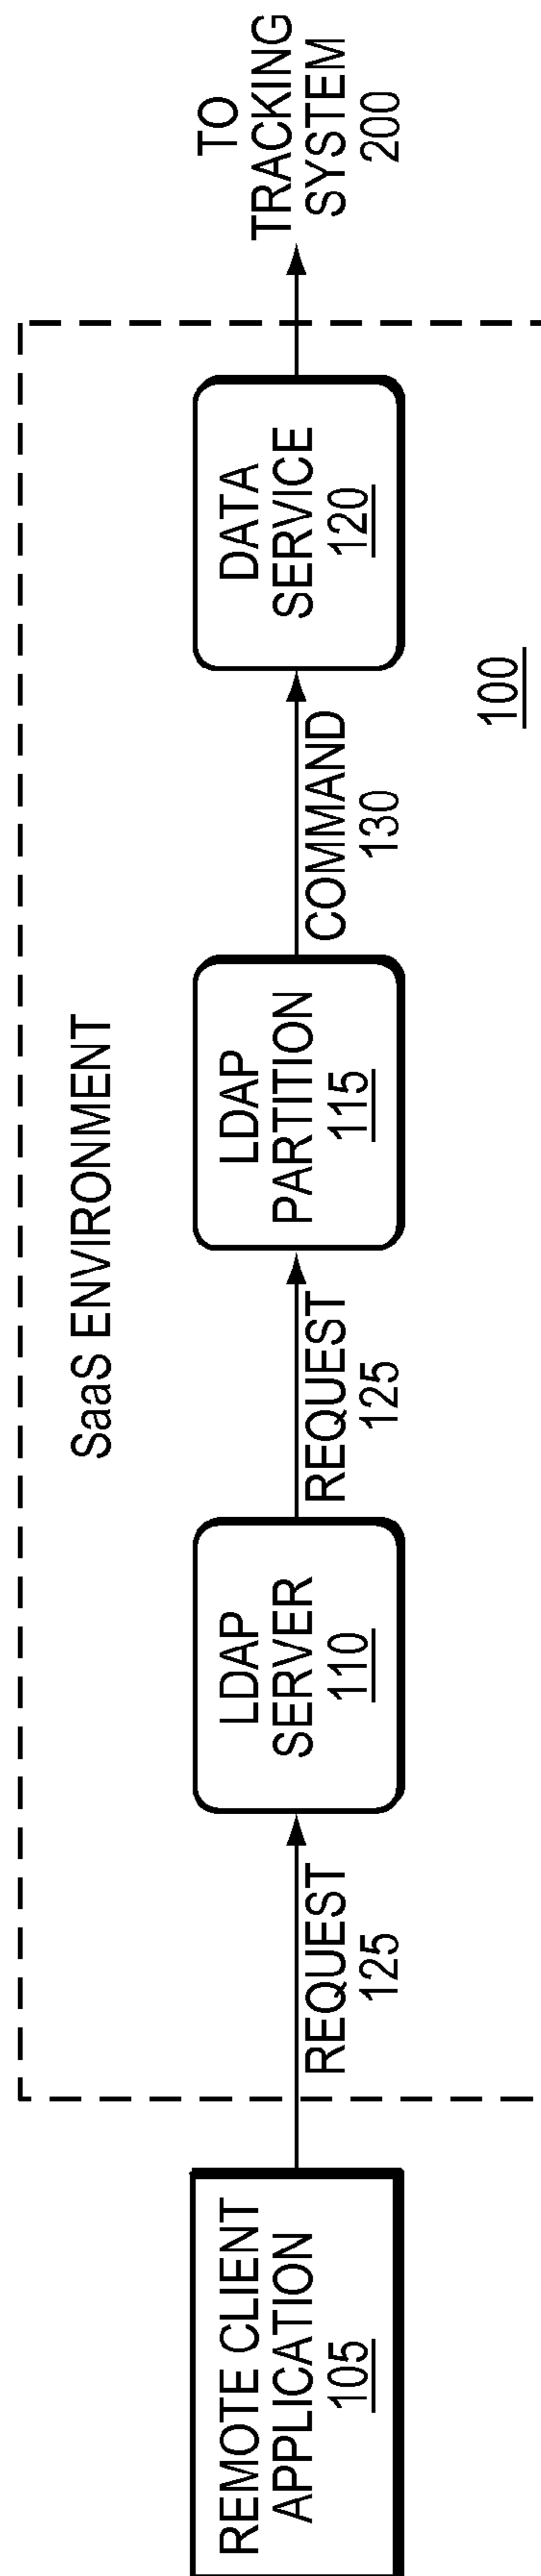 SaaS ENVIRONMENT
REMOTE CLIENT
APPLICATION
105
REQUEST
125
LDAP
SERVER
110
REQUEST
125
LDAP
PARTITION
115
COMMAND
130
DATA
SERVICE
120
TO
TRACKING
SYSTEM
200
100